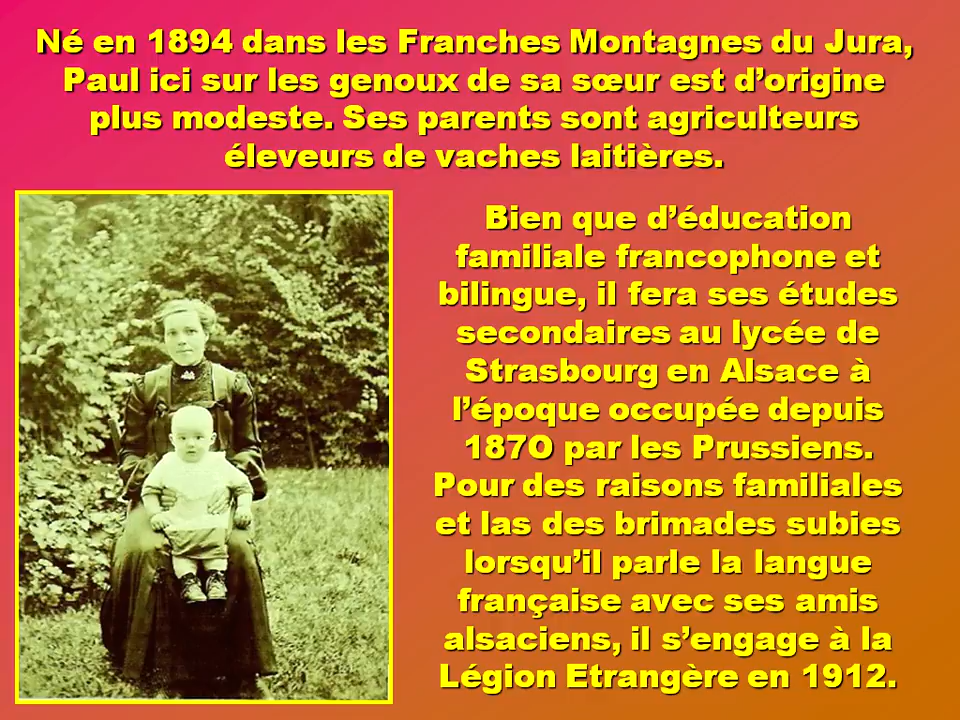 Né en 1894 dans les Franches Montagnes du Jura,
Paul ici sur les genoux de sa sœur est d’origine
plus modeste. Ses parents sont agriculteurs
éleveurs de vaches laitières.
Bien que d’éducation
familiale francophone et
bilingue, il fera ses études
secondaires au lycée de
Strasbourg en Alsace à
l’époque occupée depuis
187O par les Prussiens.
Pour des raisons familiales
et las des brimades subies
lorsqu’il parle la langue
française avec ses amis
alsaciens, il s’engage à la
Légion Etrangère en 1912.